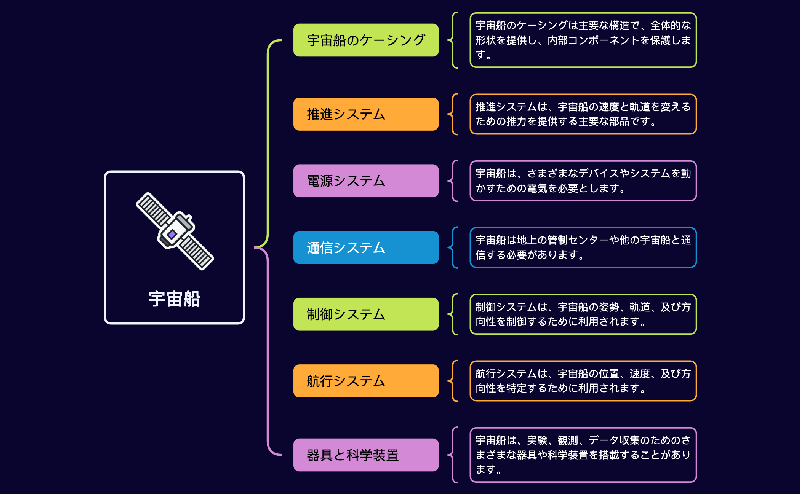 宇宙船
宇宙船のケーシング
宇宙船のケーシングは主要な構造で、全体的な
形状を提供し、内部コンポーネントを保護しま
す。
推進システム
推進システムは、宇宙船の速度と軌道を変える
ための推力を提供する主要な部品です。
電源システム
宇宙船は、さまざまなデバイスやシステムを動
かすための電気を必要とします。
通信システム
宇宙船は地上の管制センターや他の宇宙船と通
信する必要があります。
制御システム
制御システムは、宇宙船の姿勢、軌道、及び方
向性を制御するために利用されます。
航行システム
航行システムは、宇宙船の位置、速度、及び方
向性を特定するために利用されます。
器具と科学装置
宇宙船は、実験、観測、データ収集のためのさ
まざまな器具や科学装置を搭載することがあり
ます。